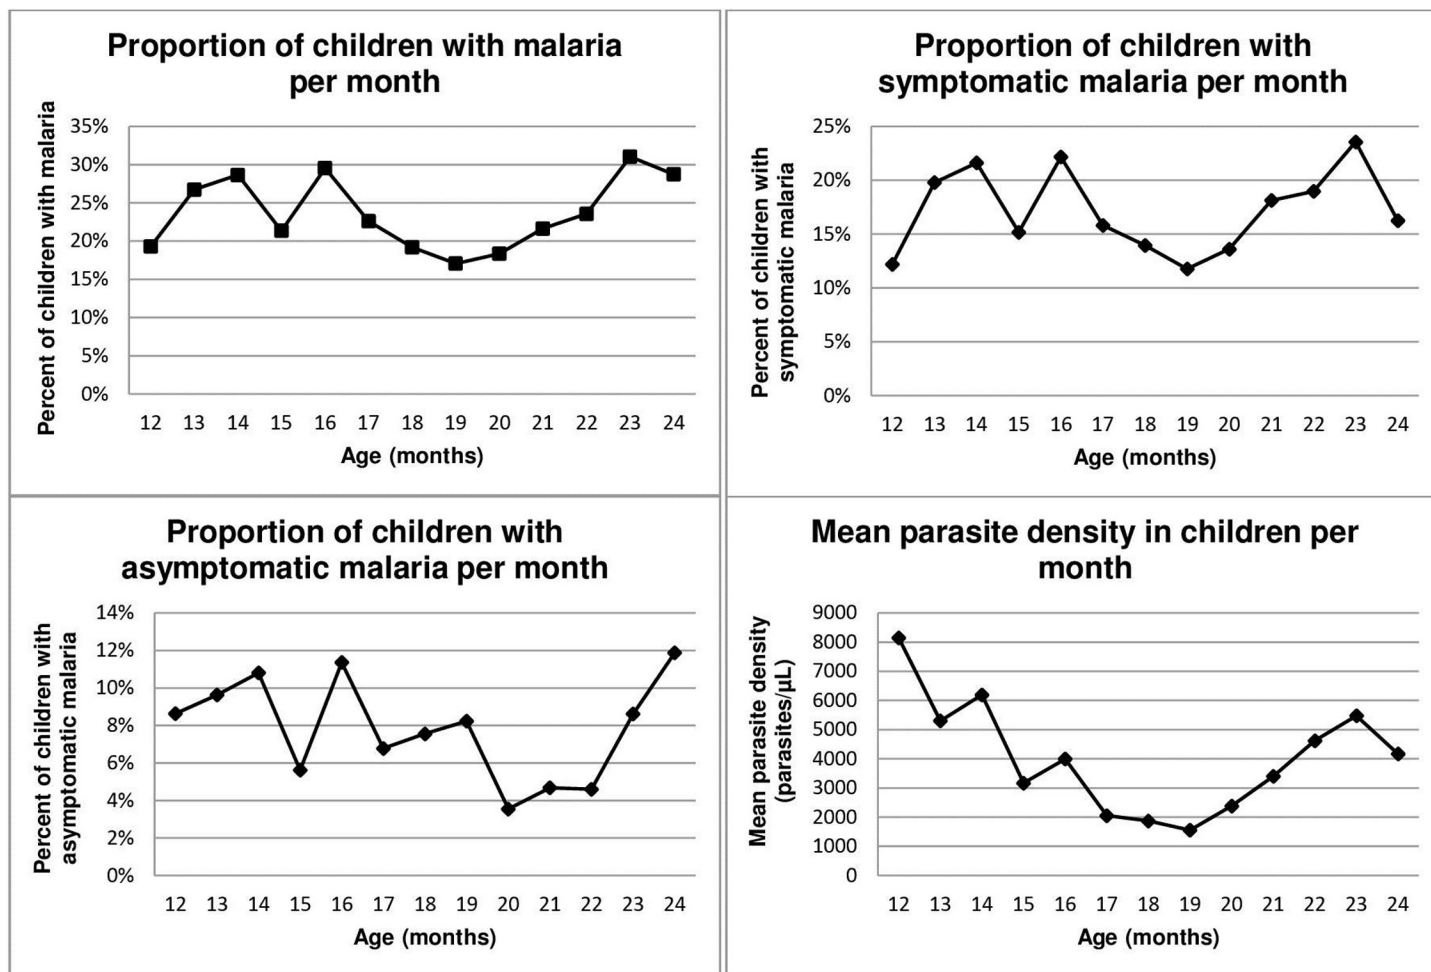 Proportion of children with malaria
per month
Percent of children with malaria
35%
30%
25%
20%
15%
10%
5%
0%
12 13 14 15 16 17 18 19 20 21 22 23 24
Age (months)
Proportion of children with
symptomatic malaria per month
Percent of children with
symptomatic malaria
25%
20%
15%
10%
5%
0%
12 13 14 15 16 17 18 19 20 21 22 23 24
Age (months)
Proportion of children with
asymptomatic malaria per month
Percent of children with
asymptomatic malaria
14%
12%
10%
8%
6%
4%
2%
0%
12 13 14 15 16 17 18 19 20 21 22 23 24
Age (months)
Mean parasite density in children per
month
Mean parasite density
(parasites/µL)
9000
8000
7000
6000
5000
4000
3000
2000
1000
0
12 13 14 15 16 17 18 19 20 21 22 23 24
Age (months)